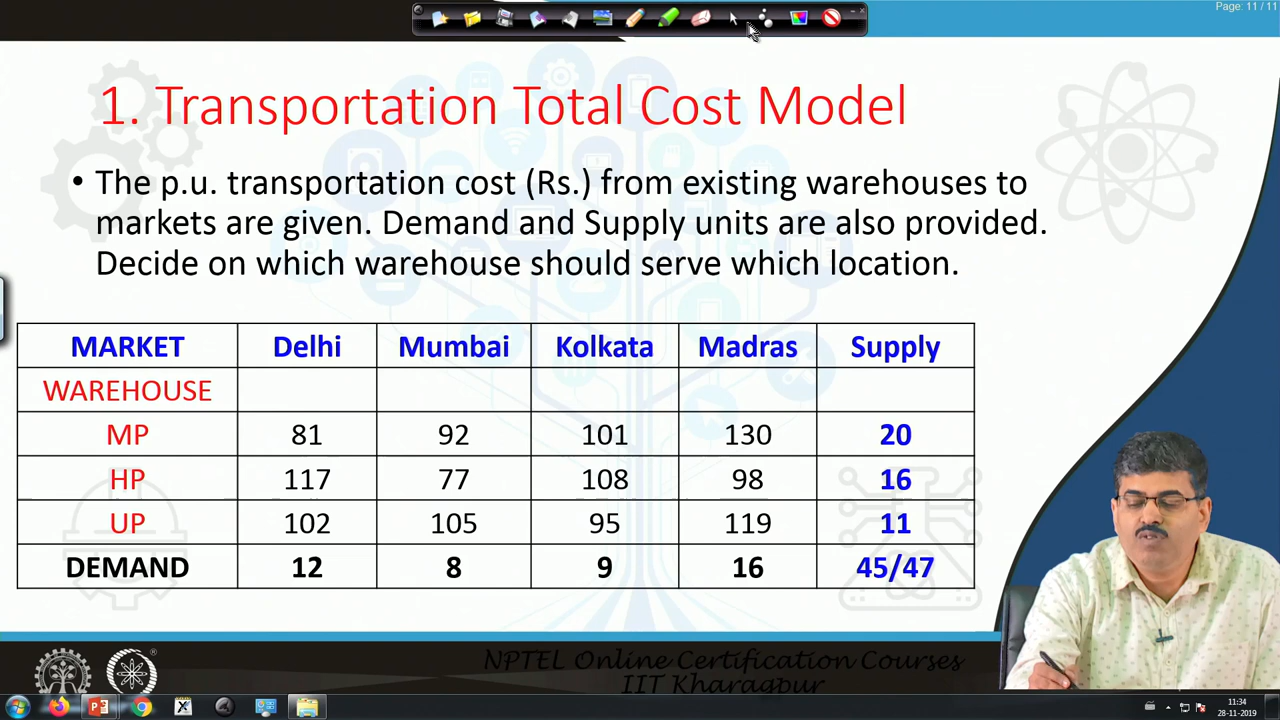 Page: 11 / 11
1. Transportation Total Cost Model
• The p.u. transportation cost (Rs.) from existing warehouses to
markets are given. Demand and Supply units are also provided.
Decide on which warehouse should serve which location.
MARKET Delhi Mumbai Kolkata Madras Supply
WAREHOUSE
MP 81 92 101 130 20
HP 117 77 108 98 16
UP 102 105 95 119 11
DEMAND 12 8 9 16 45/47
NPTEL Online Certification Courses
IIT Kharagpur
11:34
28-11-2019